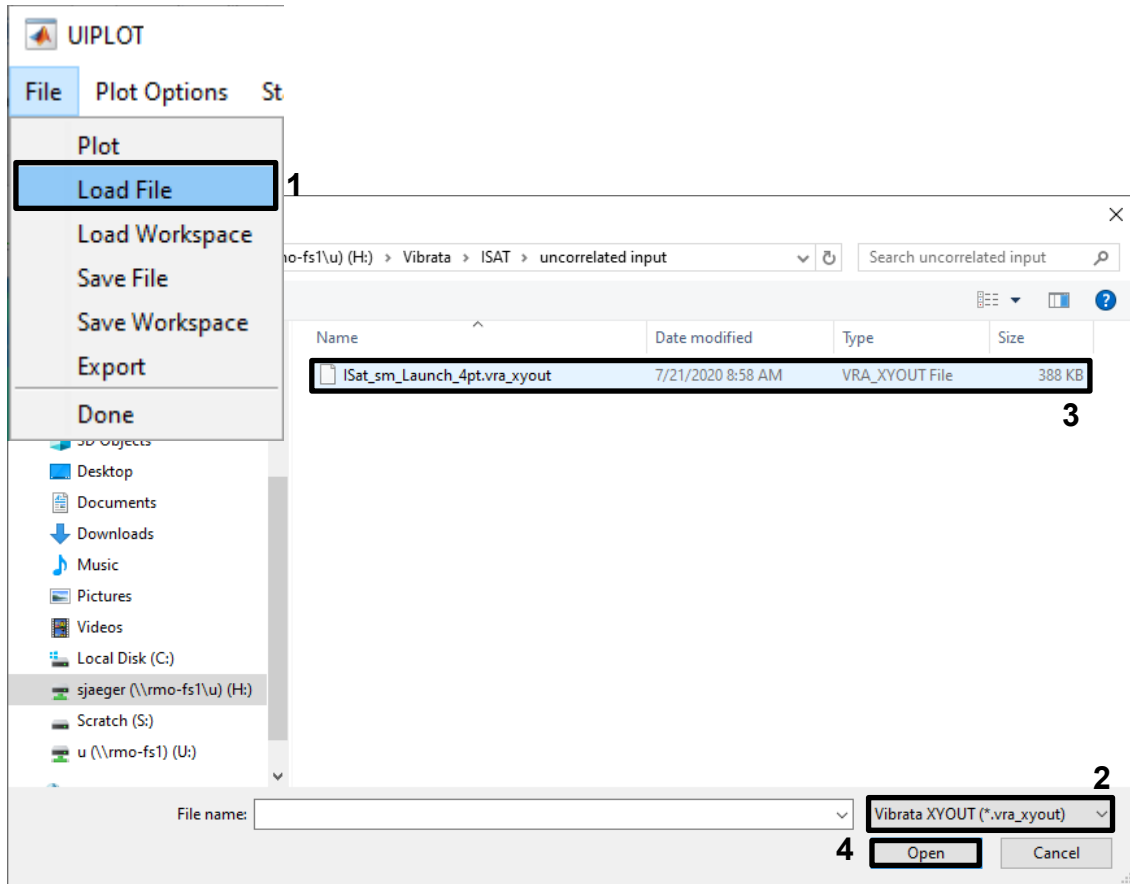 UIPLOT
File Plot Options St
Plot
Load File
1
Load Workspace
Save File
Save Workspace
Export
Done
10-fs1\u) (H:) > Vibrata > ISAT > uncorrelated input
Search uncorrelated input
Name Date modified Type Size
ISat_sm_Launch_4pt.vra_xyout 7/21/2020 8:58 AM VRA_XYOUT File 388 KB
3
3D Objects
Desktop
Documents
Downloads
Music
Pictures
Videos
Local Disk (C:)
sjaeger (\\rmo-fs1\u) (H:)
Scratch (S:)
u (\\rmo-fs1) (U:)
2
File name: Vibrata XYOUT (*.vra_xyout)
4 Open Cancel